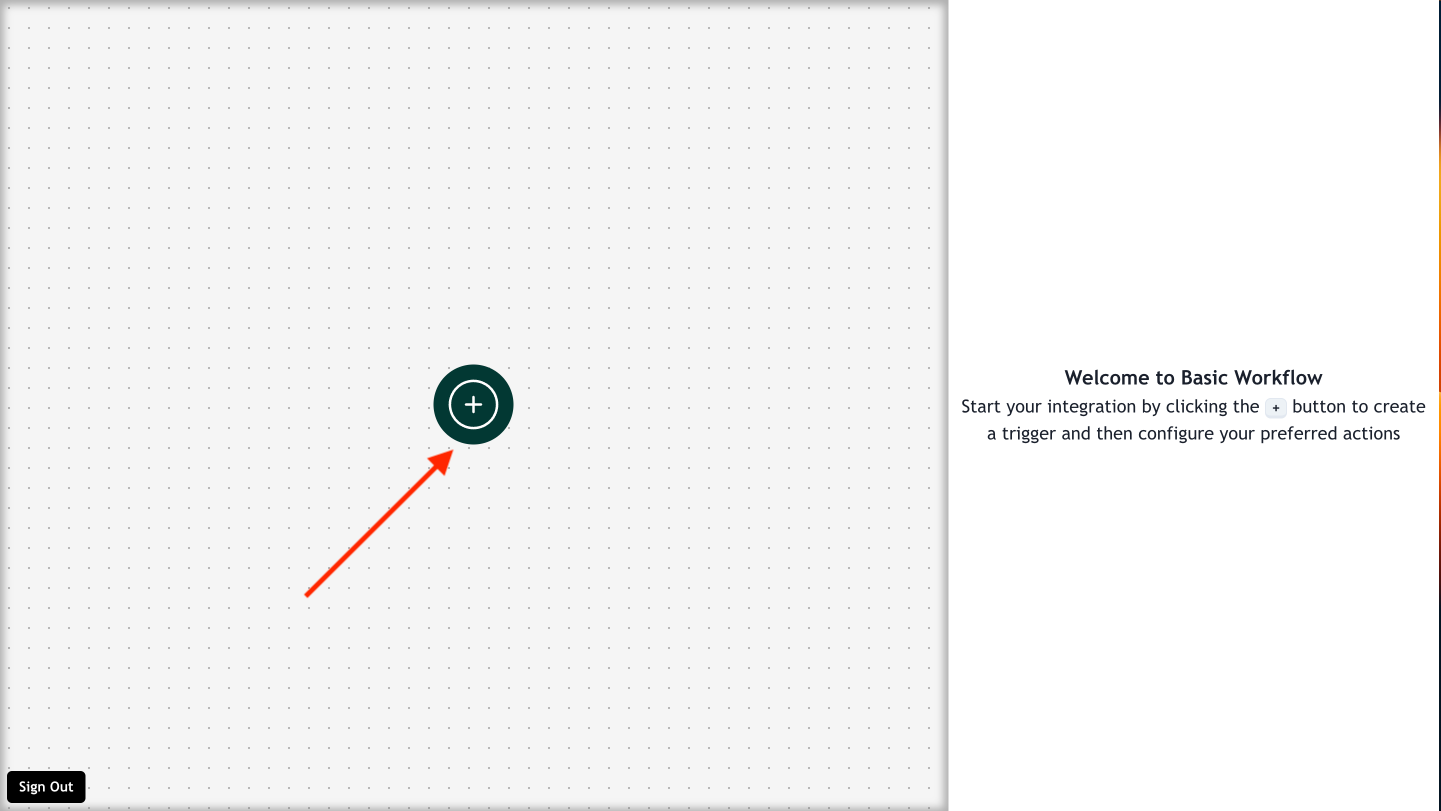 Welcome to Basic Workflow
Start your integration by clicking the + button to create
a trigger and then configure your preferred actions
Sign Out